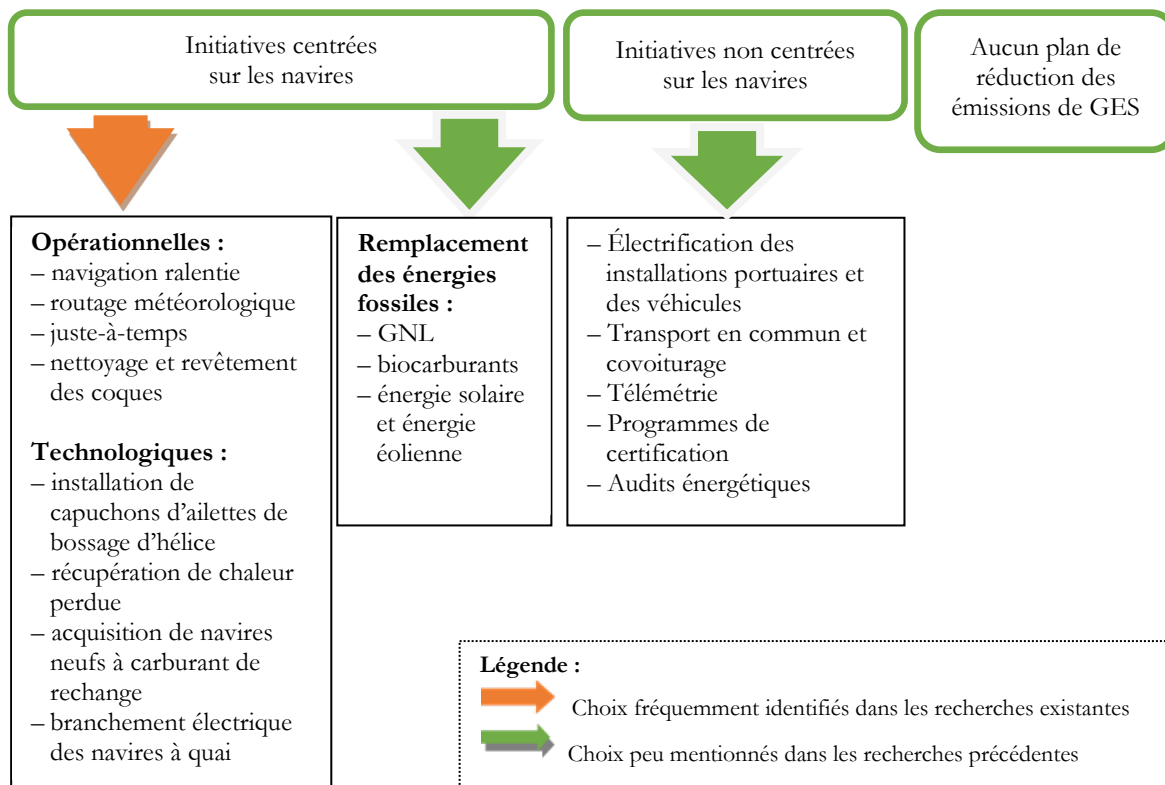 Initiatives centrées
sur les navires
Initiatives non centrées
sur les navires
Aucun plan de
réduction des
émissions de GES
Opérationnelles :
– navigation ralentie
– routage météorologique
– juste-à-temps
– nettoyage et revêtement
des coques
Technologiques :
– installation de
capuchons d’ailettes de
bossage d’hélice
– récupération de chaleur
perdue
– acquisition de navires
neufs à carburant de
rechange
– branchement électrique
des navires à quai
Remplacement
des énergies
fossiles :
– GNL
– biocarburants
– énergie solaire
et énergie
éolienne
– Électrification des
installations portuaires et
des véhicules
– Transport en commun et
covoiturage
– Télémétrie
– Programmes de
certification
– Audits énergétiques
Légende :
Choix fréquemment identifiés dans les recherches existantes
Choix peu mentionnés dans les recherches précédentes